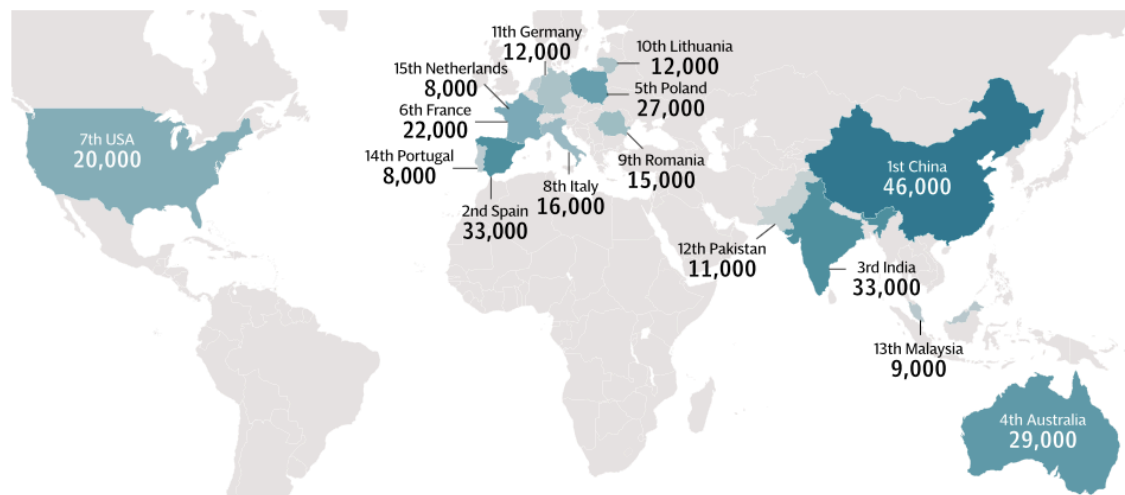 11th Germany
12,000
10th Lithuania
12,000
15th Netherlands
8,000
5th Poland
27,000
6th France
22,000
7th USA
20,000
14th Portugal
8,000
9th Romania
15,000
1st China
46,000
8th Italy
16,000
2nd Spain
33,000
12th Pakistan
11,000
3rd India
33,000
13th Malaysia
9,000
4th Australia
29,000